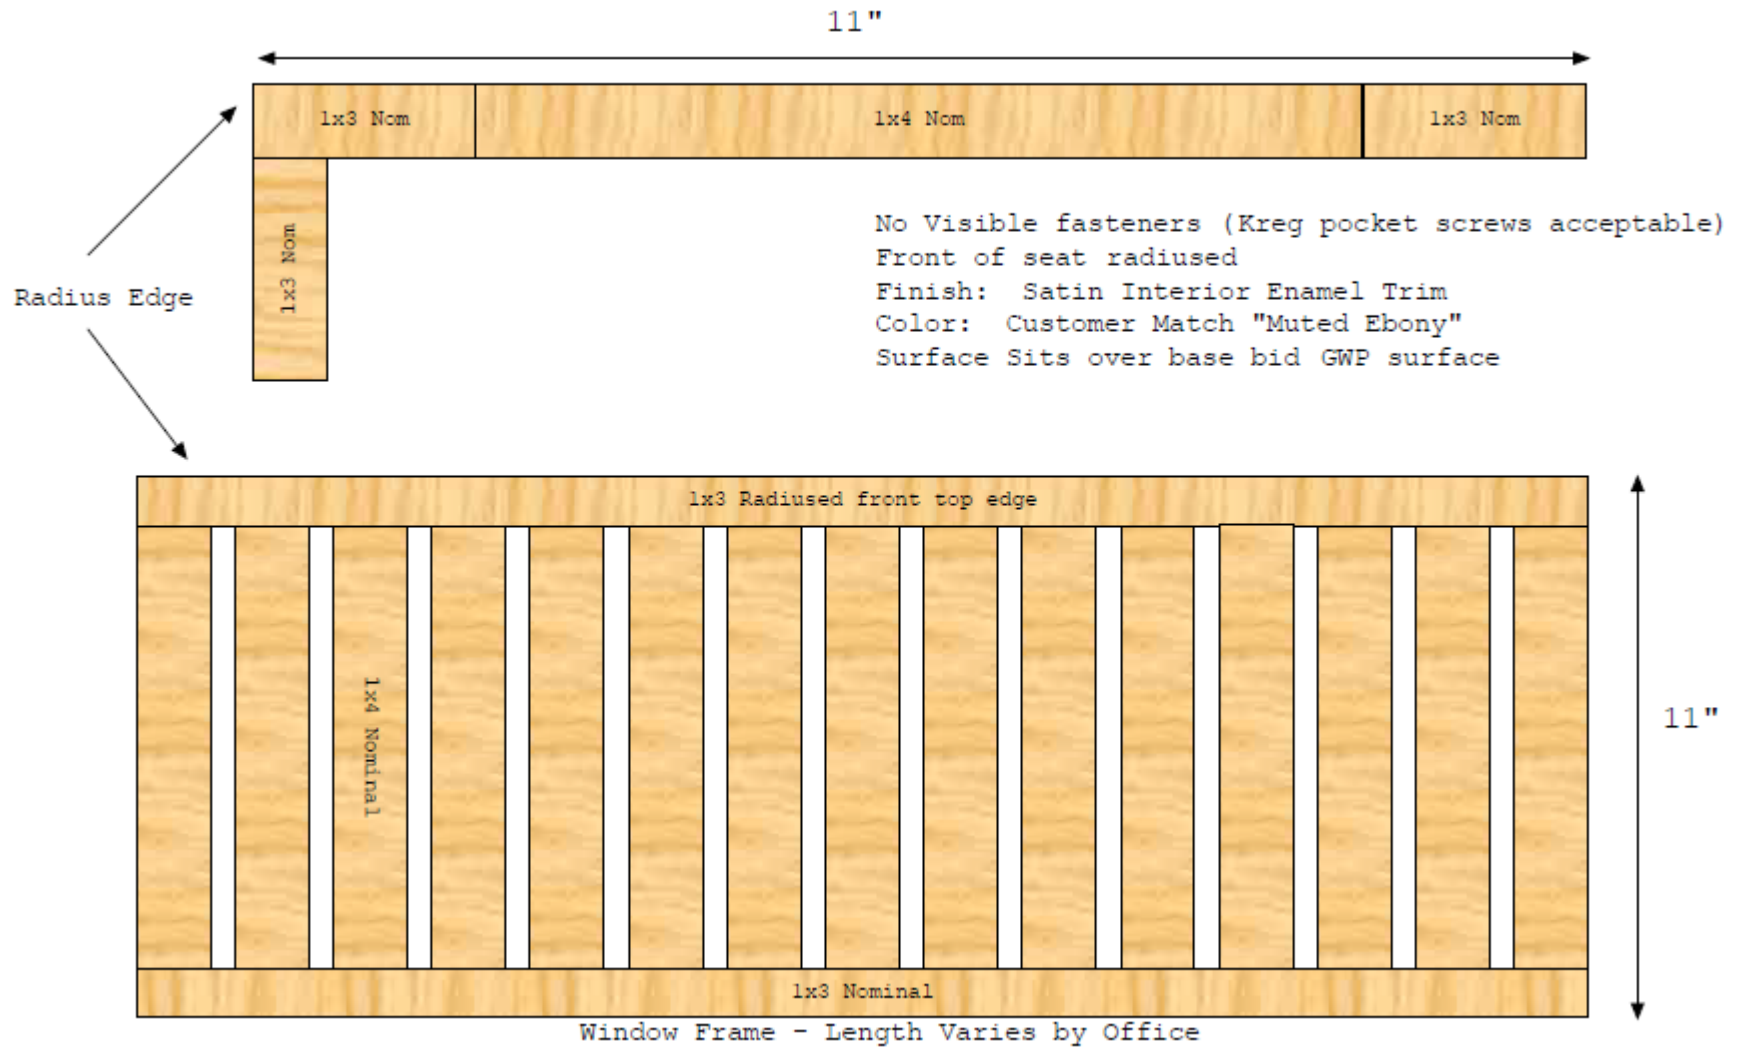 11"
1x3 Nom
1x4 Nom
1x3 Nom
1x3 Nom
No Visible fasteners (Kreg pocket screws acceptable)
Front of seat radiused
Finish:  Satin Interior Enamel Trim
Color:  Customer Match "Muted Ebony"
Surface Sits over base bid GWP surface
Radius Edge
1x3 Radiused front top edge
1x4 Nominal
11"
1x3 Nominal
Window Frame - Length Varies by Office